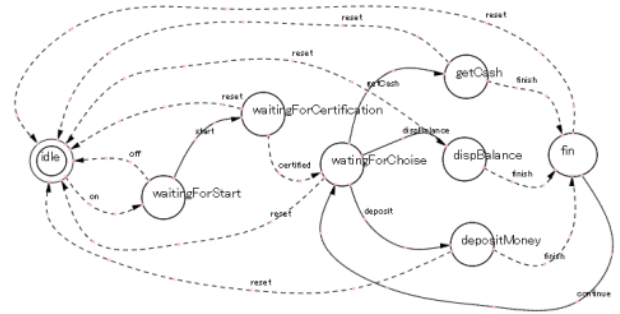 reset
reset
reset
getCash
getCash
finish
reset
waitingForCertification
start
dispBalance
idle
off
certified
watingForChoise
dispBalance
fin
on
waitingForStart
finish
reset
deposit
depositMoney
finish
reset
continue